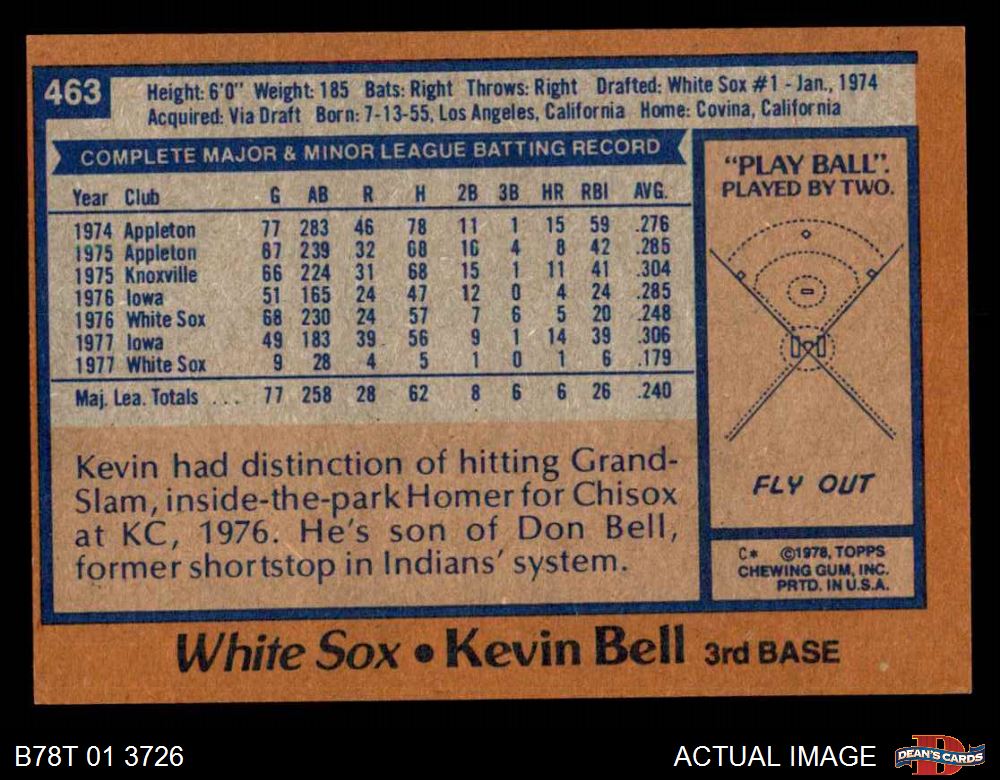 463
Height: 6'0" Weight: 185 Bats: Right Throws: Right Drafted: White Sox #1 - Jan., 1974
Acquired: Via Draft Born: 7-13-55, Los Angeles, California Home: Covina, California
COMPLETE MAJOR & MINOR LEAGUE BATTING RECORD
Year Club G AB R H 2B 3B HR RBI AVG.
1974 Appleton 77 283 46 78 11 1 15 59 .276
1975 Appleton 67 239 32 68 16 4 8 42 .285
1975 Knoxville 66 224 31 68 15 1 11 41 .304
1976 Iowa 51 165 24 47 12 0 4 24 .285
1976 White Sox 68 230 24 57 7 6 5 20 .248
1977 Iowa 49 183 39 56 9 1 14 39 .306
1977 White Sox 9 28 4 5 1 0 1 6 .179
Maj. Lea. Totals ... 77 258 28 62 8 6 6 26 .240
Kevin had distinction of hitting Grand-
Slam, inside-the-park Homer for Chisox
at KC, 1976. He's son of Don Bell,
former shortstop in Indians' system.
"PLAY BALL".
PLAYED BY TWO.
FLY OUT
C* ©1978, TOPPS
CHEWING GUM, INC.
PRTD. IN U.S.A.
White Sox • Kevin Bell 3rd BASE
B78T 01 3726
ACTUAL IMAGE
DEAN'S CARDS